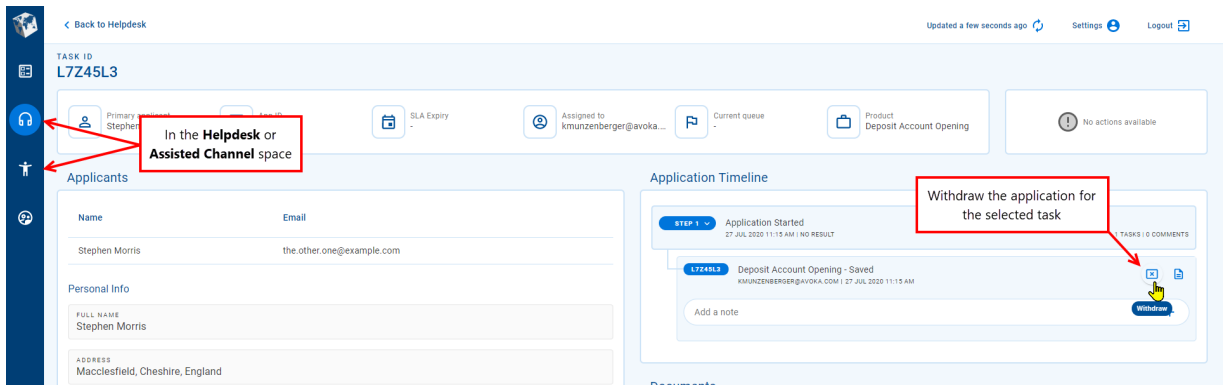 Back to Helpdesk
Updated a few seconds ago
Settings
Logout
TASK ID
L7Z45L3
Primary applicant
Stephen
App ID
SLA Expiry
-
Assigned to
kmunzenberger@avoka...
Current queue
-
Product
Deposit Account Opening
No actions available
In the Helpdesk or
Assisted Channel space
Applicants
Name
Email
Stephen Morris
the.other.one@example.com
Personal Info
FULL NAME
Stephen Morris
ADDRESS
Macclesfield, Cheshire, England
Application Timeline
Withdraw the application for
the selected task
STEP 1
Application Started
27 JUL 2020 11:15 AM | NO RESULT
1 TASKS | 0 COMMENTS
L7Z45L3
Deposit Account Opening - Saved
KMUNZENBERGER@AVOKA.COM | 27 JUL 2020 11:15 AM
Add a note
Withdraw
Documents